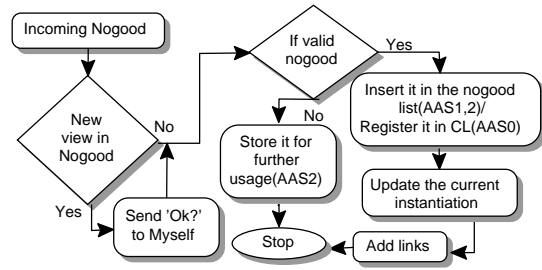 Incoming Nogood
If valid
nogood
Yes
Insert it in the nogood
list(AAS1,2)/
Register it in CL(AAS0)
New
view in
Nogood
No
No
Store it for
further
usage(AAS2)
Update the current
instantiation
Yes
Send 'Ok?'
to Myself
Stop
Add links